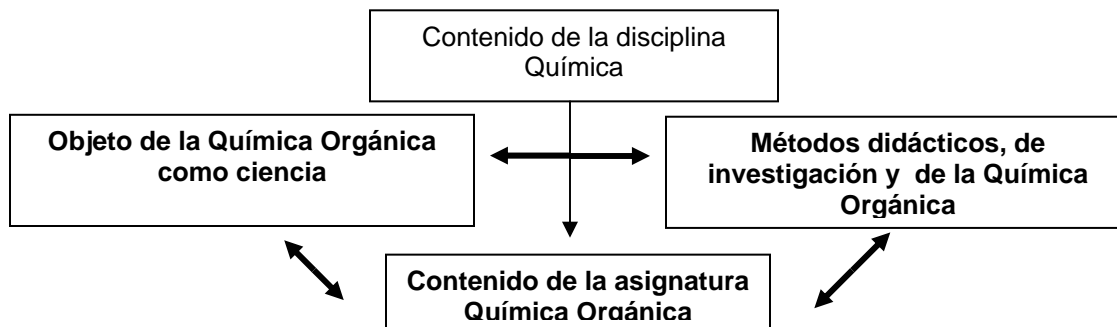 Contenido de la disciplina
Química
Objeto de la Química Orgánica
como ciencia
Métodos didácticos, de
investigación y de la Química
Orgánica
Contenido de la asignatura
Química Orgánica